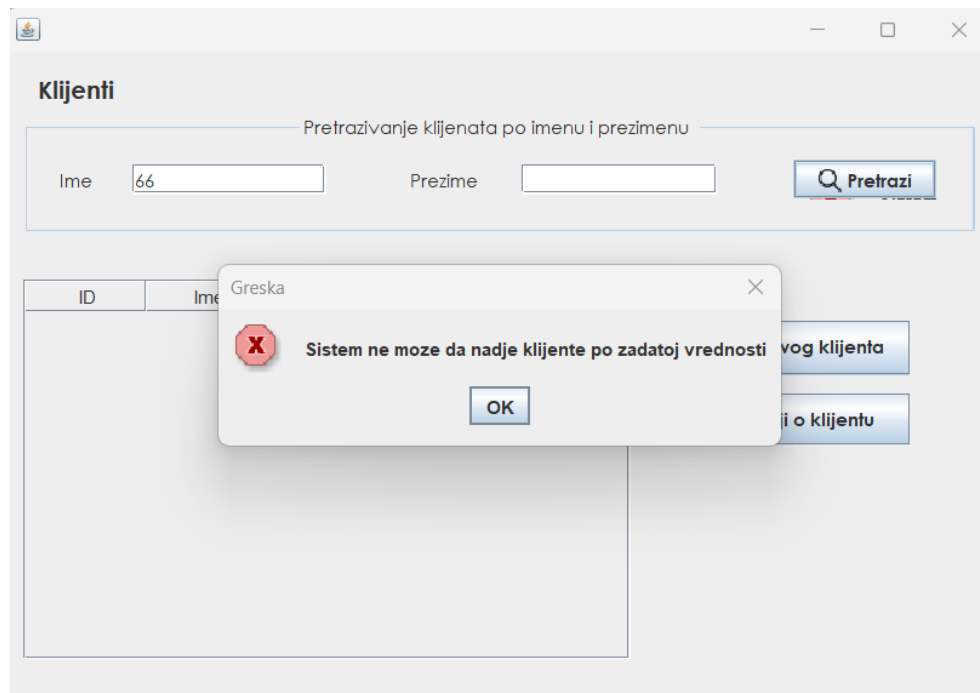 Klijenti
Pretrazivanje klijenata po imenu i prezimenu
Ime 66 Prezime Pretrazi
ID Ime
Greska
Sistem ne moze da nadje klijente po zadatoj vrednosti
OK
klijenta
o klijentu